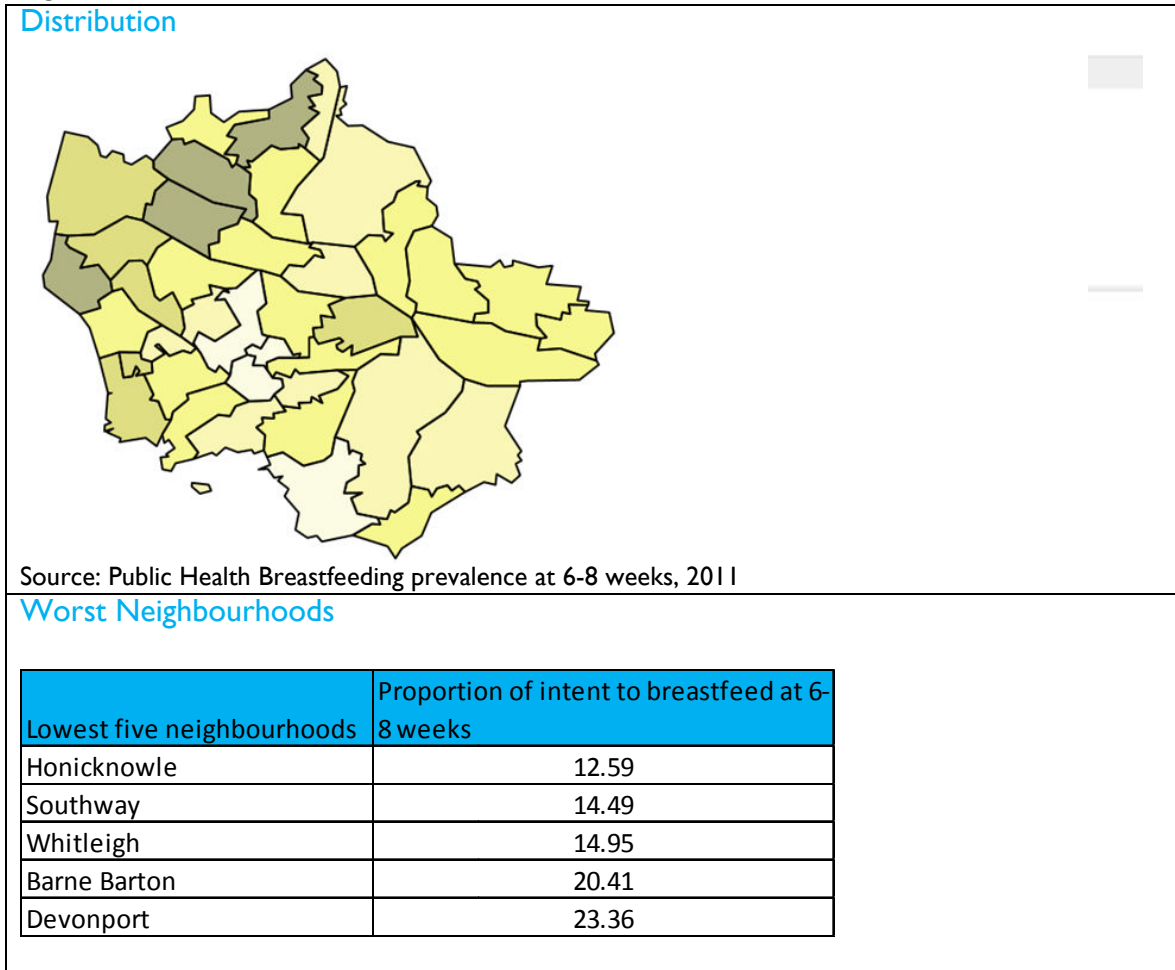 Distribution
Source: Public Health Breastfeeding prevalence at 6-8 weeks, 2011
Worst Neighbourhoods
Lowest five neighbourhoods
Proportion of intent to breastfeed at 6-
8 weeks
Honicknowle 12.59
Southway 14.49
Whitleigh 14.95
Barne Barton 20.41
Devonport 23.36